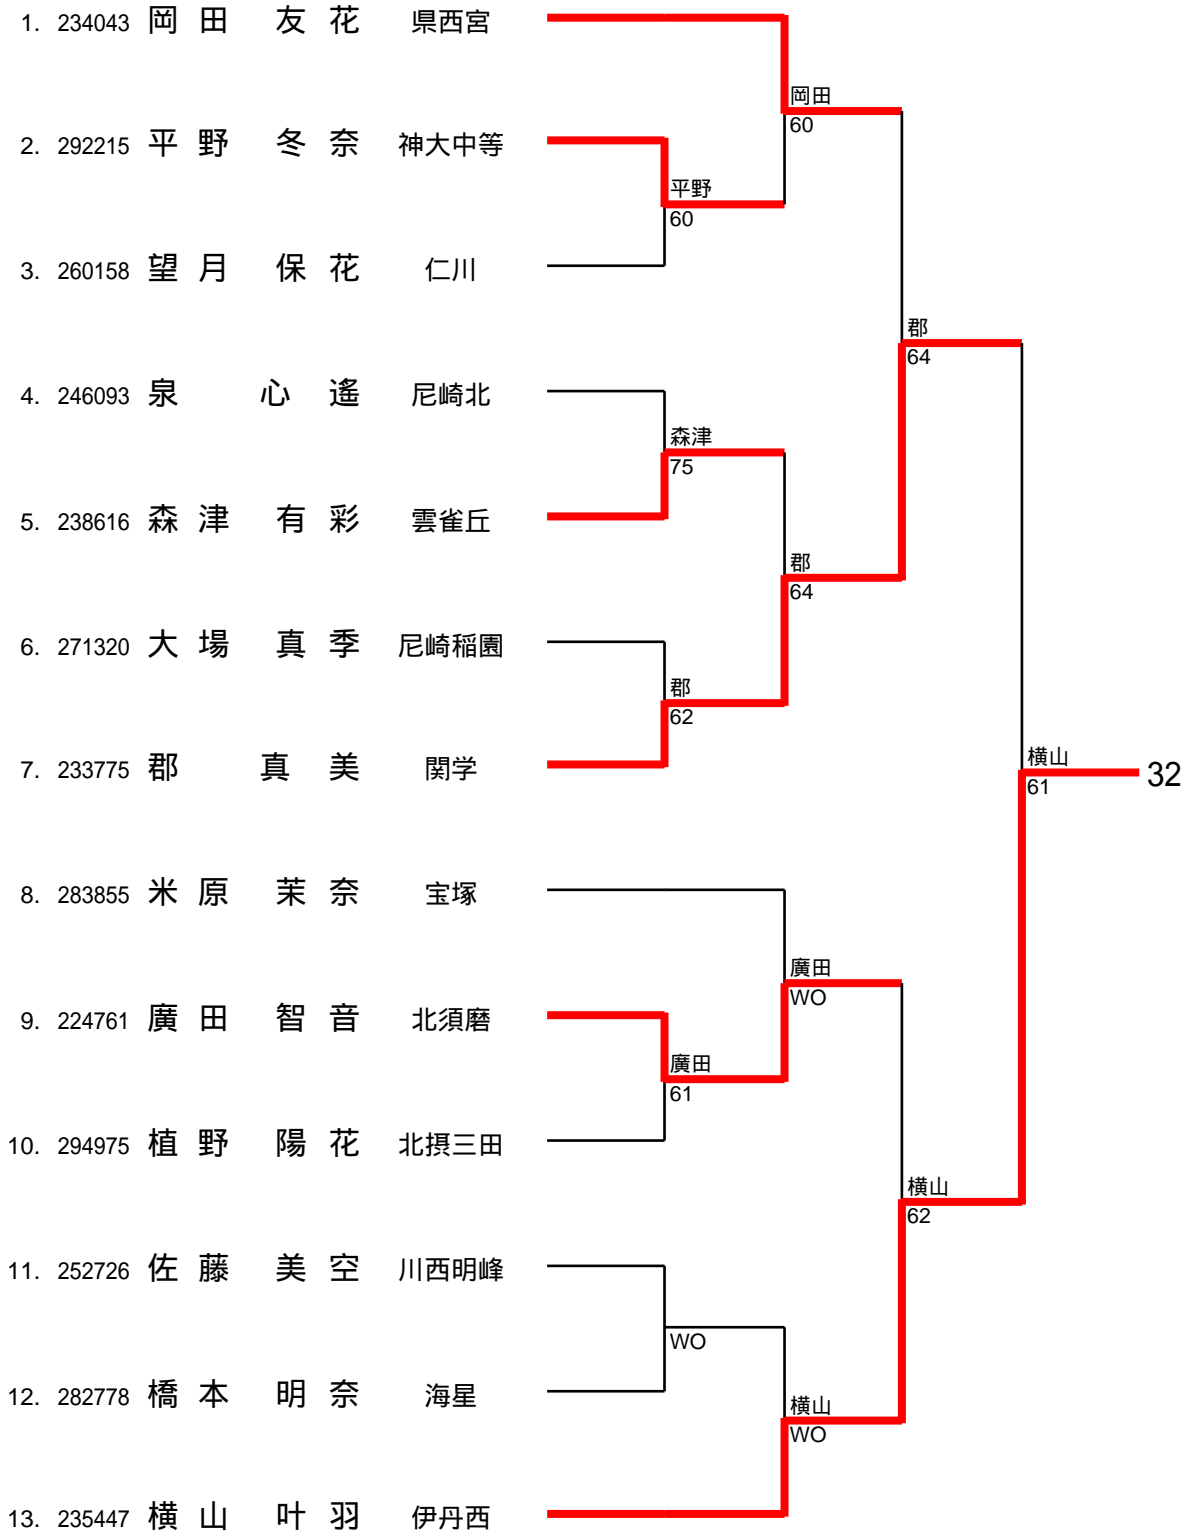 1. 234043 岡田 友花 県西宮
岡田
60
2. 292215 平野 冬奈 神大中等
平野
60
3. 260158 望月 保花 仁川
郡
64
4. 246093 泉 心遙 尼崎北
森津
75
5. 238616 森津 有彩 雲雀丘
郡
64
6. 271320 大場 真季 尼崎稲園
郡
62
7. 233775 郡 真美 関学
横山
61
32
8. 283855 米原 茉奈 宝塚
廣田
WO
9. 224761 廣田 智音 北須磨
廣田
61
10. 294975 植野 陽花 北摂三田
横山
62
11. 252726 佐藤 美空 川西明峰
WO
12. 282778 橋本 明奈 海星
横山
WO
13. 235447 横山 叶羽 伊丹西